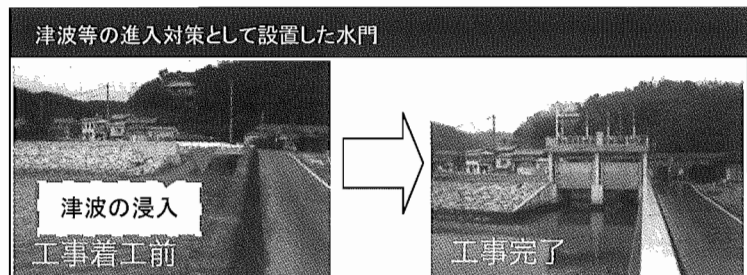 津波等の進入対策として設置した水門
津波の浸入
工事着工前
工事完了